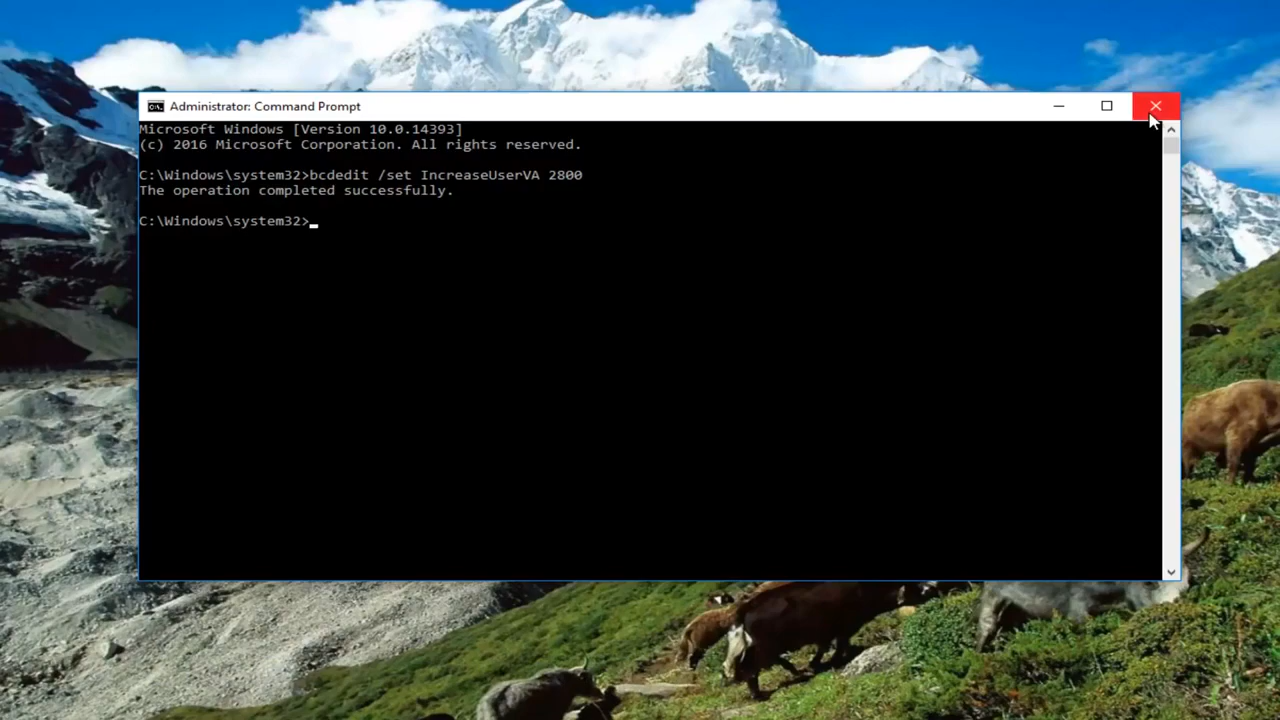 Administrator: Command Prompt
Microsoft Windows [Version 10.0.14393]
(c) 2016 Microsoft Corporation. All rights reserved.
C:\Windows\system32>bcdedit /set IncreaseUserVA 2800
The operation completed successfully.
C:\Windows\system32>